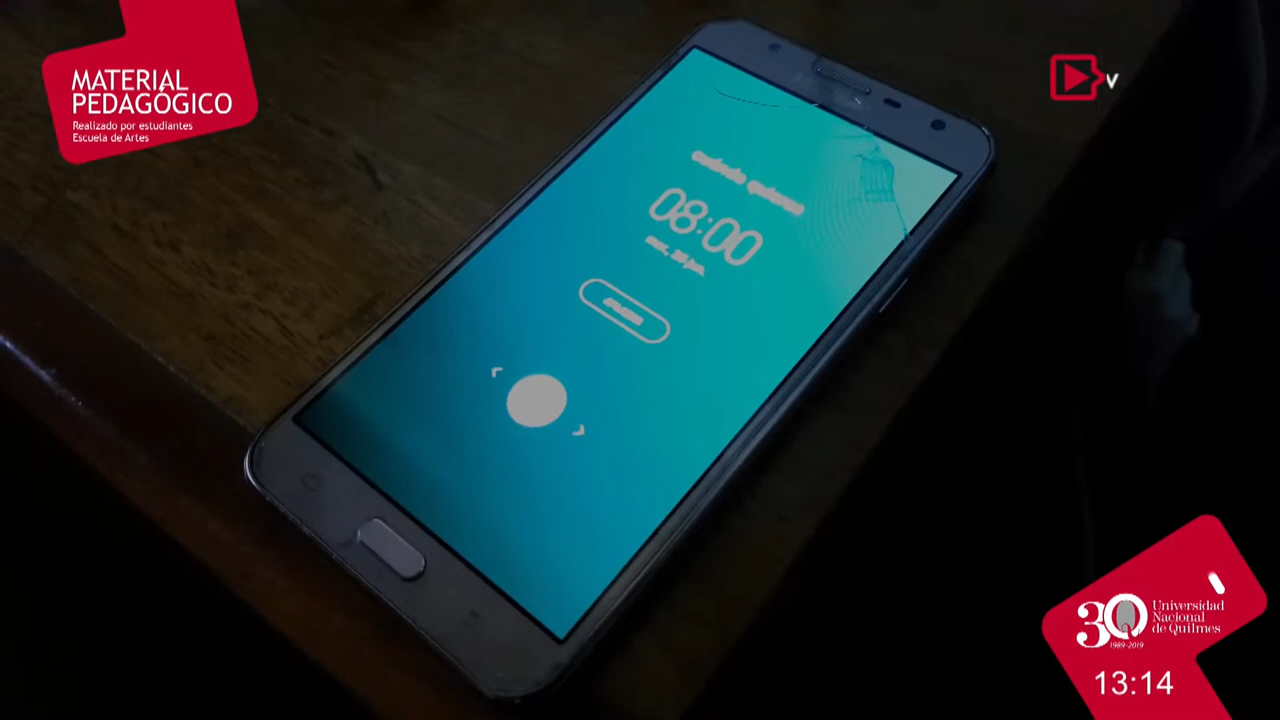 MATERIAL
PEDAGÓGICO
Realizado por estudiantes
Escuela de Artes
V
08:00
30
Universidad
Nacional
de Quilmes
1989-2019
13:14